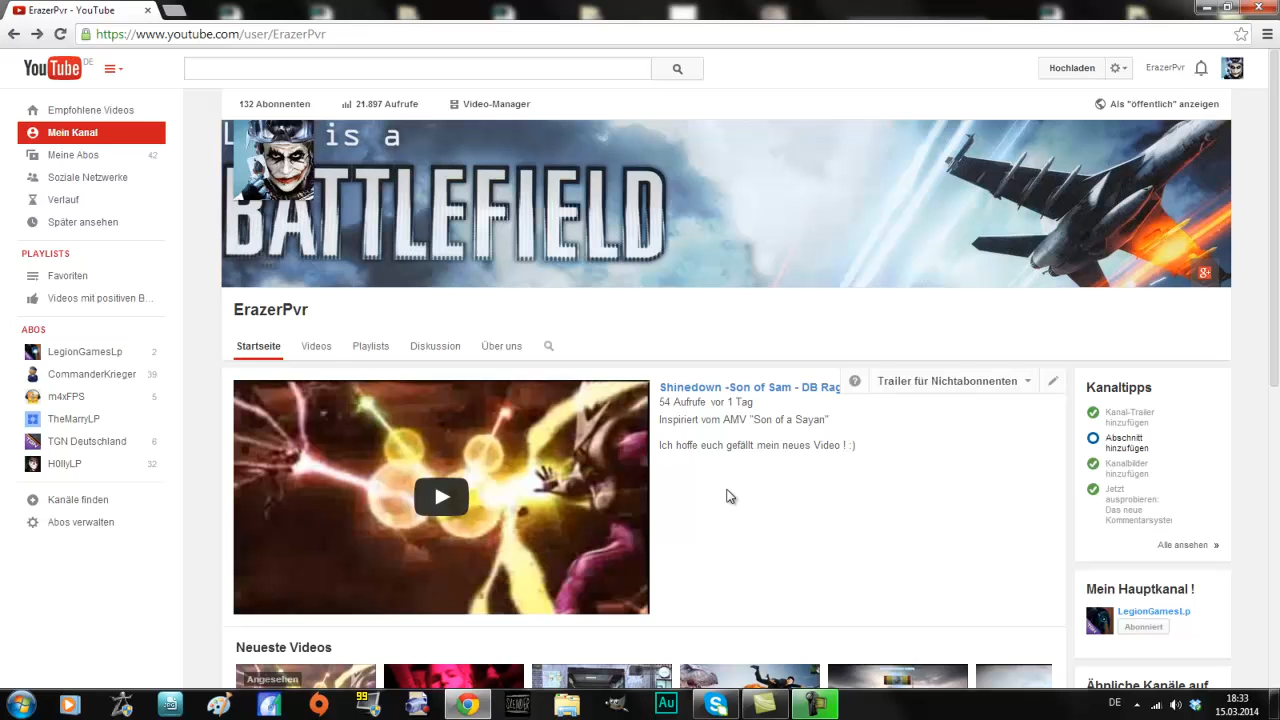 ErazerPvr - YouTube
https://www.youtube.com/user/ErazerPvr
YouTube DE
Hochladen
ErazerPvr
132 Abonnenten
21.897 Aufrufe
Video-Manager
Als "öffentlich" anzeigen
Empfohlene Videos
Mein Kanal
Meine Abos 42
Soziale Netzwerke
Verlauf
Später ansehen
PLAYLISTS
Favoriten
Videos mit positiven B...
ABOS
LegionGamesLp 2
CommanderKrieger 39
m4xFPS 5
TheMarryLP
TGN Deutschland 6
H0llyLP 32
Kanäle finden
Abos verwalten
is a
BATTLEFIELD
ErazerPvr
Startseite
Videos
Playlists
Diskussion
Über uns
Shinedown -Son of Sam - DB Rag
Trailer für Nichtabonnenten
54 Aufrufe vor 1 Tag
Inspiriert vom AMV "Son of a Sayan"
Ich hoffe euch gefällt mein neues Video ! :)
Kanaltipps
Kanal-Trailer
hinzufügen
Abschnitt
hinzufügen
Kanalbilder
hinzufügen
Jetzt
ausprobieren:
Das neue
Kommentarsyster
Alle ansehen »
Mein Hauptkanal !
LegionGamesLp
Abonniert
Ähnliche Kanäle auf
Neueste Videos
Angesehen
99
Au
DE
18:33
15.03.2014